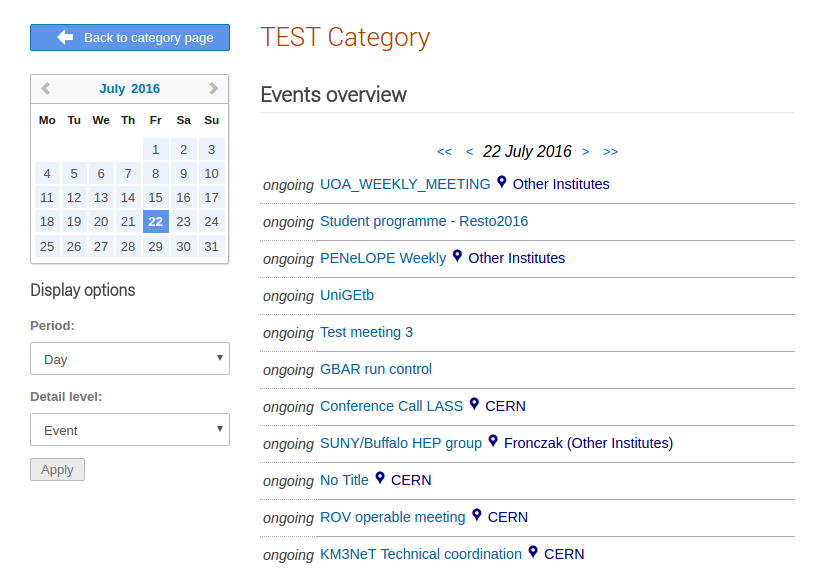 Back to category page
TEST Category
July 2016
Mo Tu We Th Fr Sa Su
1 2 3
4 5 6 7 8 9 10
11 12 13 14 15 16 17
18 19 20 21 22 23 24
25 26 27 28 29 30 31
Display options
Period:
Day
Detail level:
Event
Apply
Events overview
<< < 22 July 2016 > >>
ongoing UOA_WEEKLY_MEETING Other Institutes
ongoing Student programme - Resto2016
ongoing PENeLOPE Weekly Other Institutes
ongoing UniGEtb
ongoing Test meeting 3
ongoing GBAR run control
ongoing Conference Call LASS CERN
ongoing SUNY/Buffalo HEP group Fronczak (Other Institutes)
ongoing No Title CERN
ongoing ROV operable meeting CERN
ongoing KM3NeT Technical coordination CERN